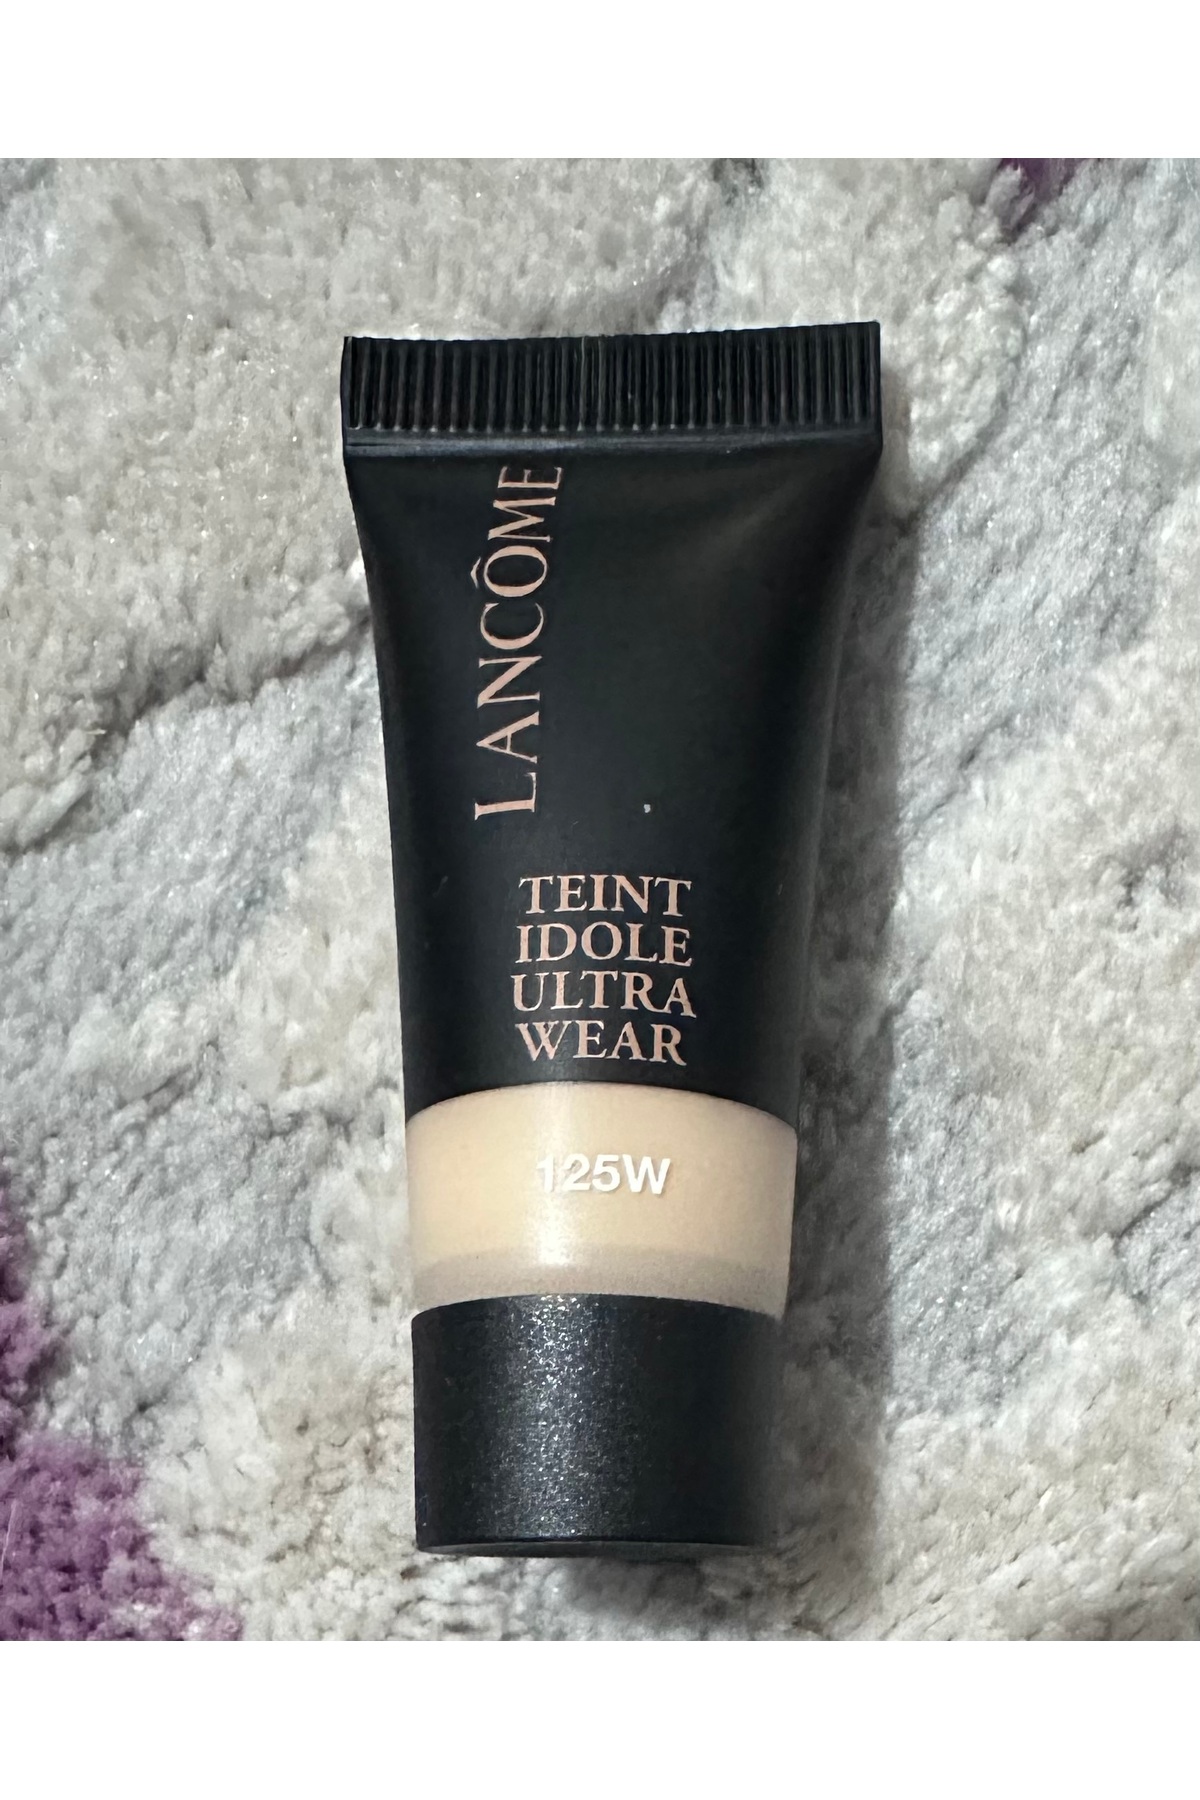 LANCÔME
TEINT
IDOLE
ULTRA
WEAR
125W